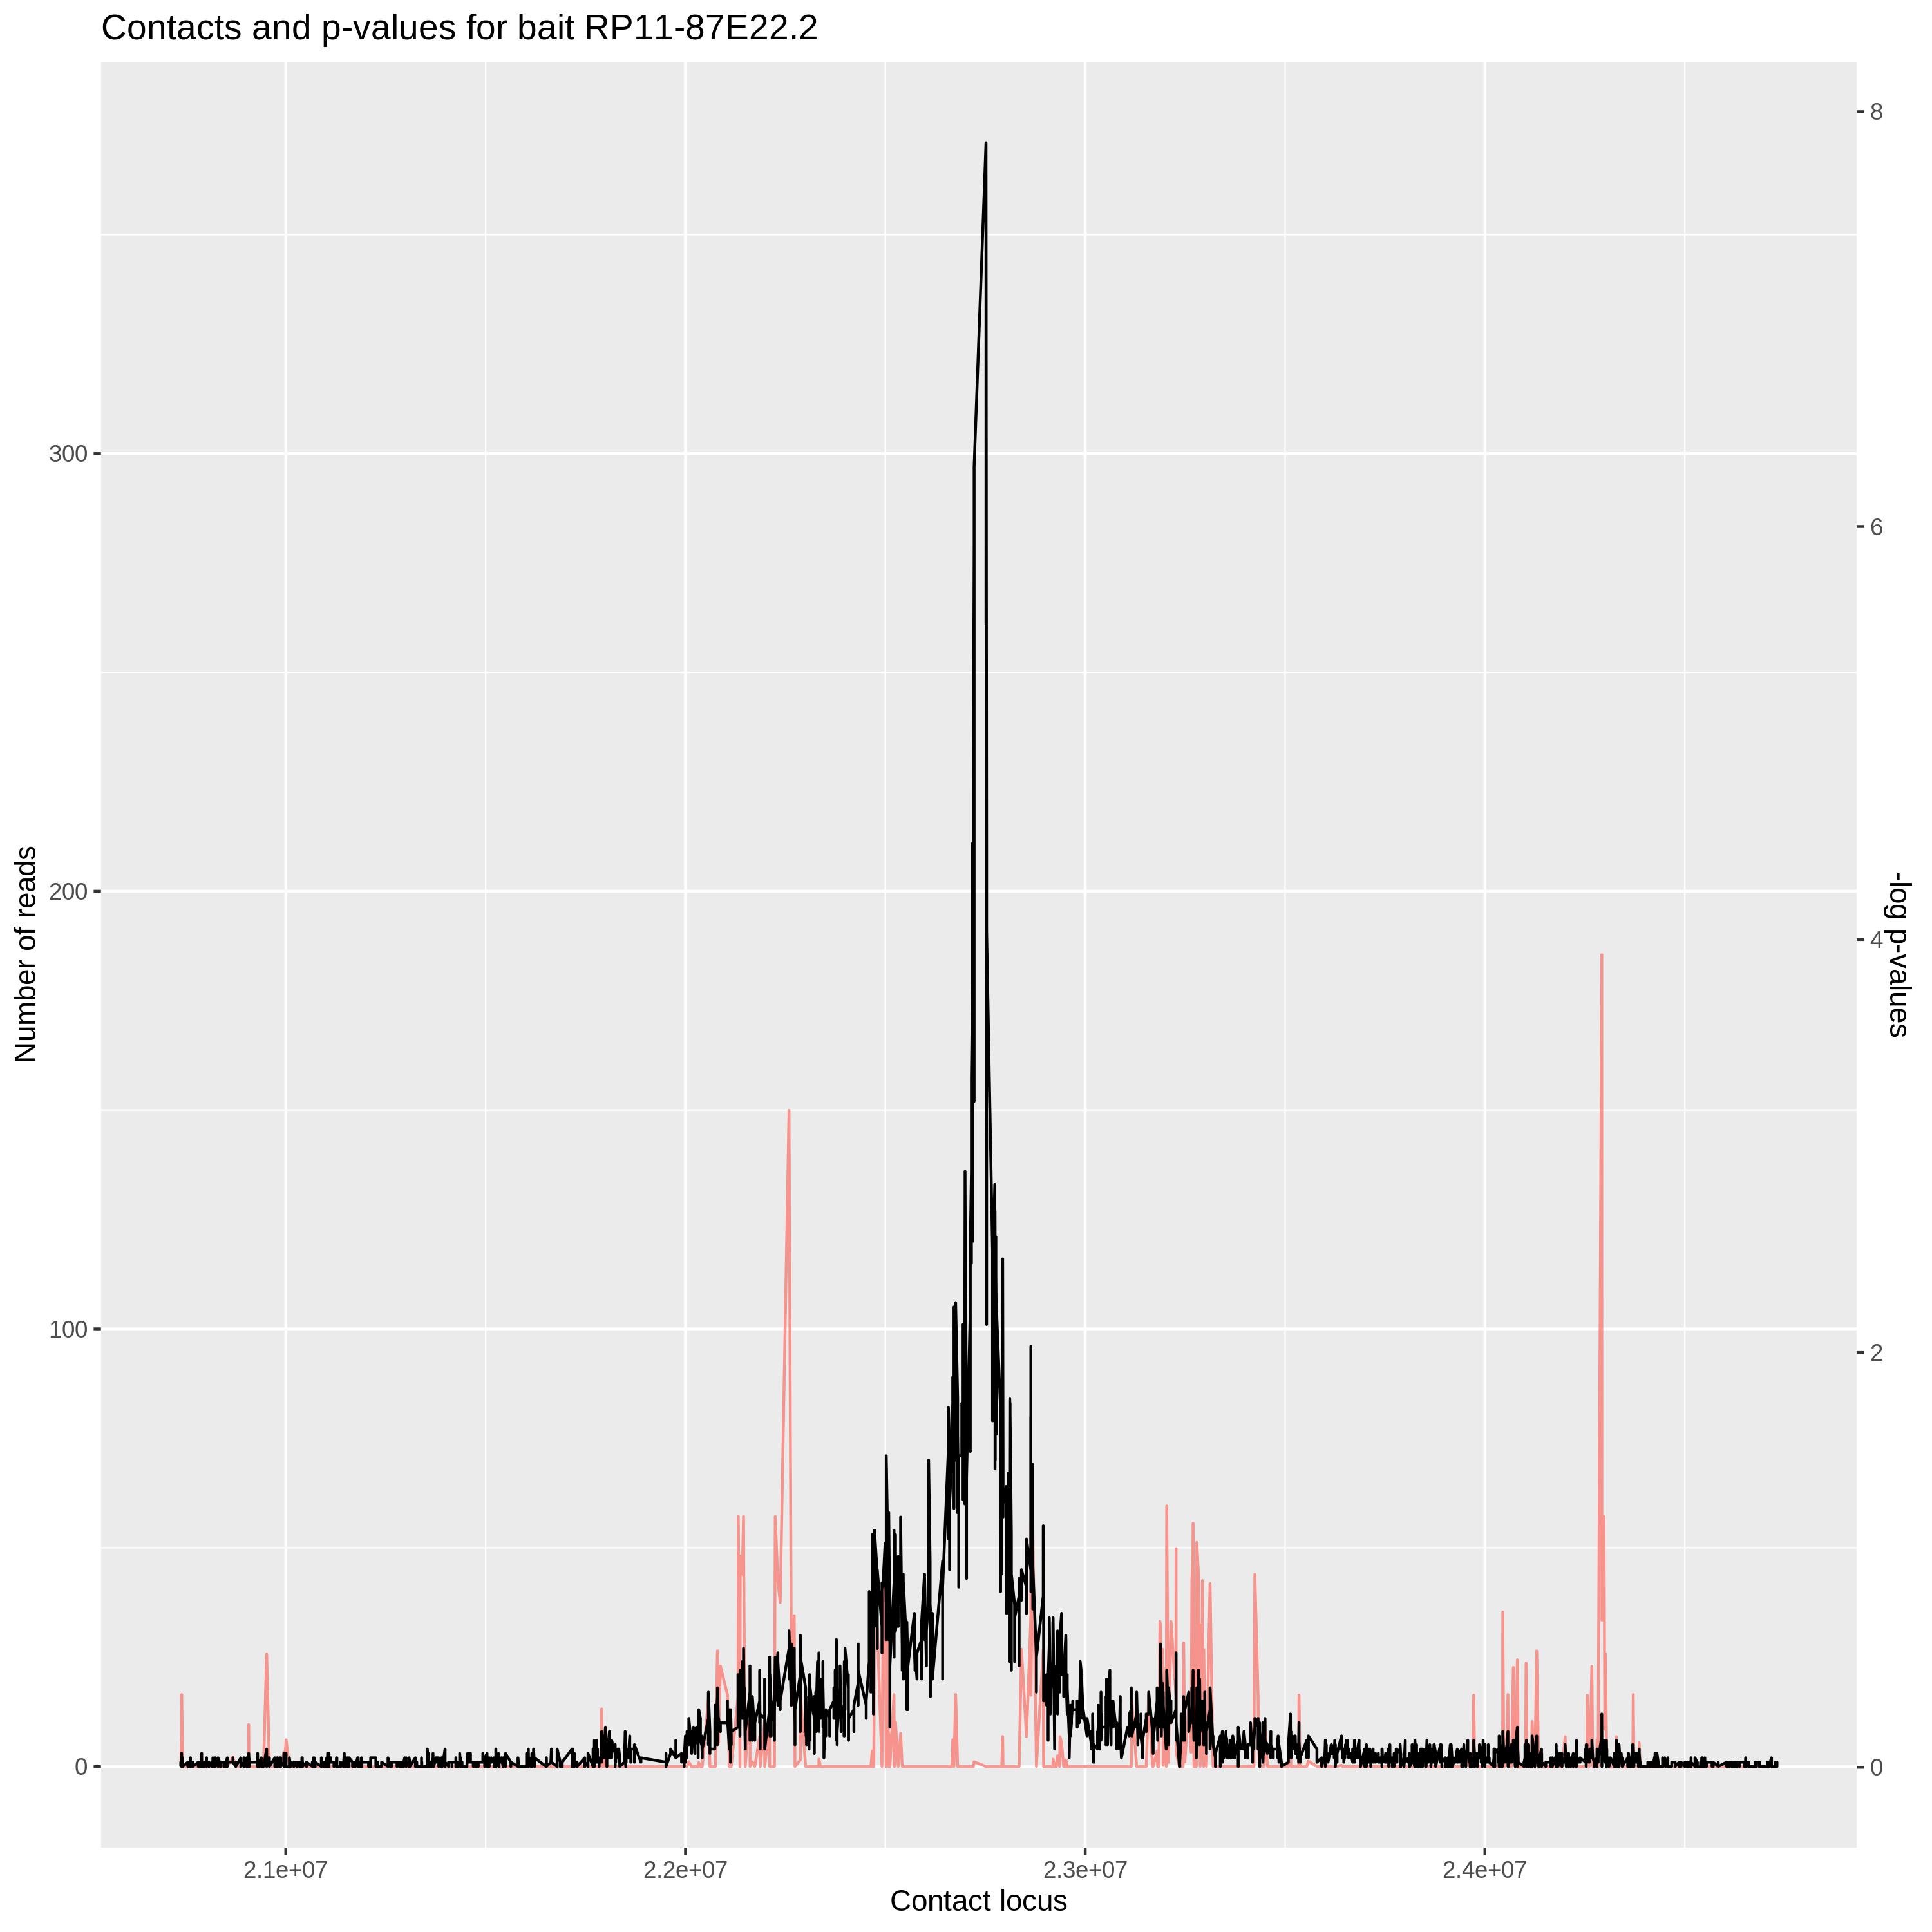 Contacts and p-values for bait RP11-87E22.2
Number of reads
300
200
100
0
8
6
4
2
0
-log p-values
2.1e+07
2.2e+07
2.3e+07
2.4e+07
Contact locus